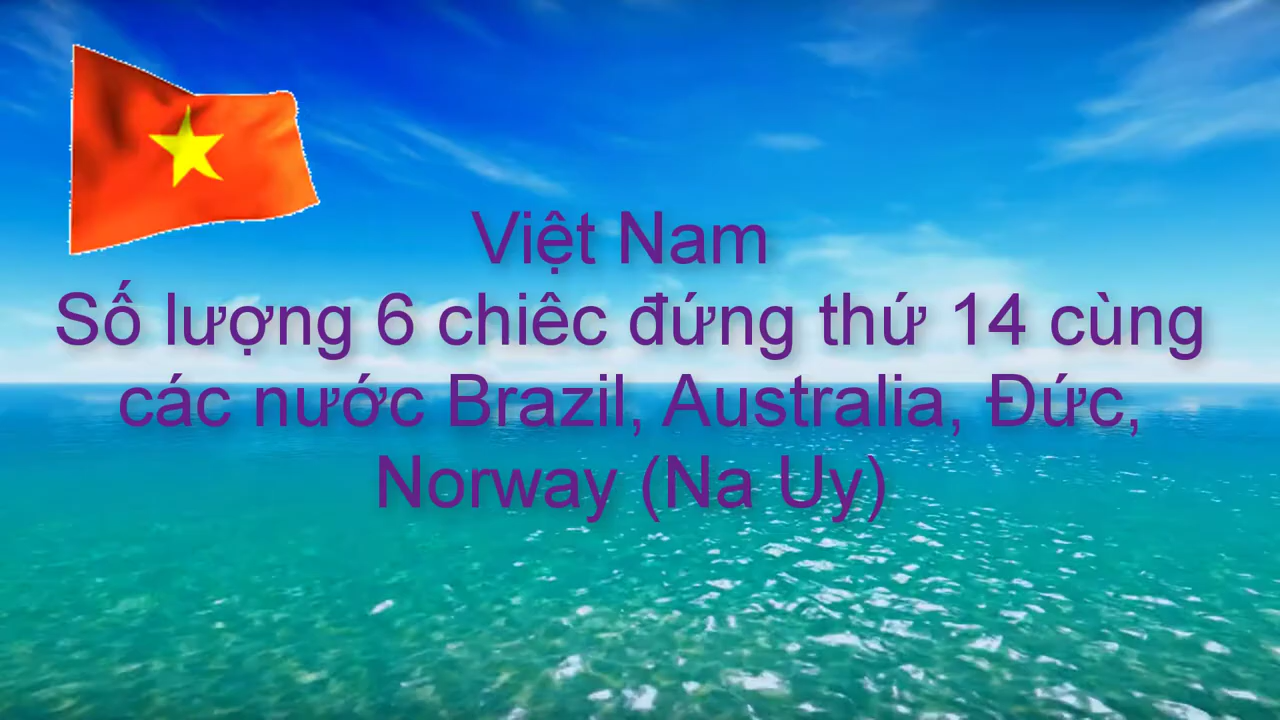 Việt Nam
Số lượng 6 chiêc đứng thứ 14 cùng
các nước Brazil, Australia, Đức,
Norway (Na Uy)